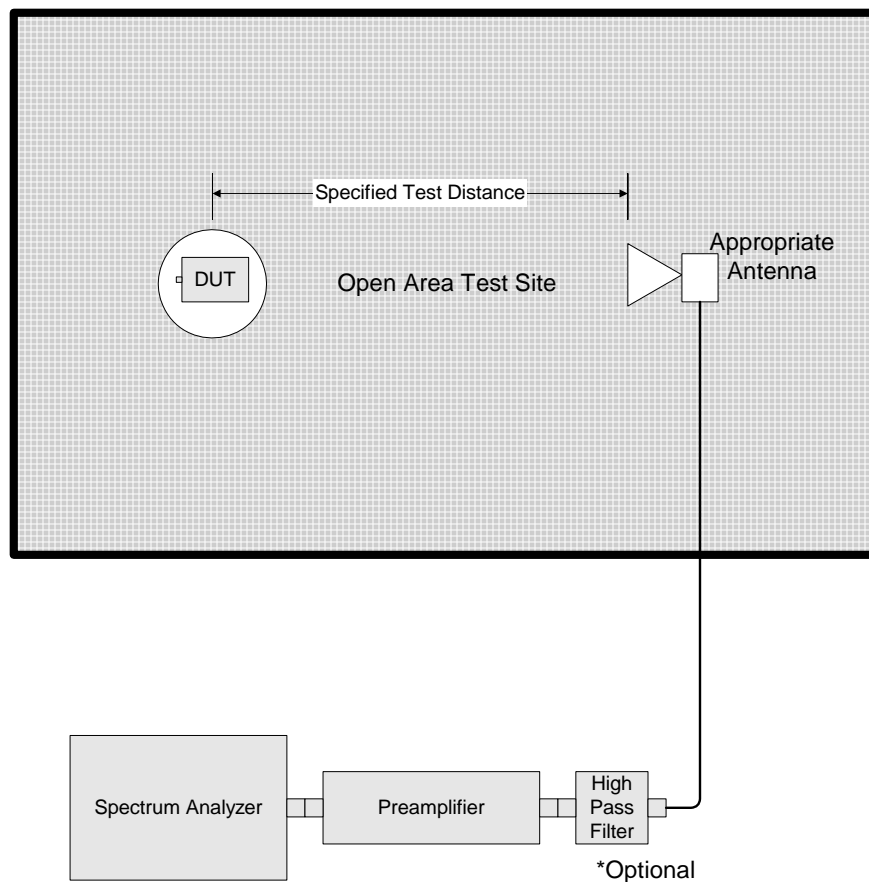 Specified Test Distance
DUT
Open Area Test Site
Appropriate
Antenna
Spectrum Analyzer
Preamplifier
High
Pass
Filter
*Optional